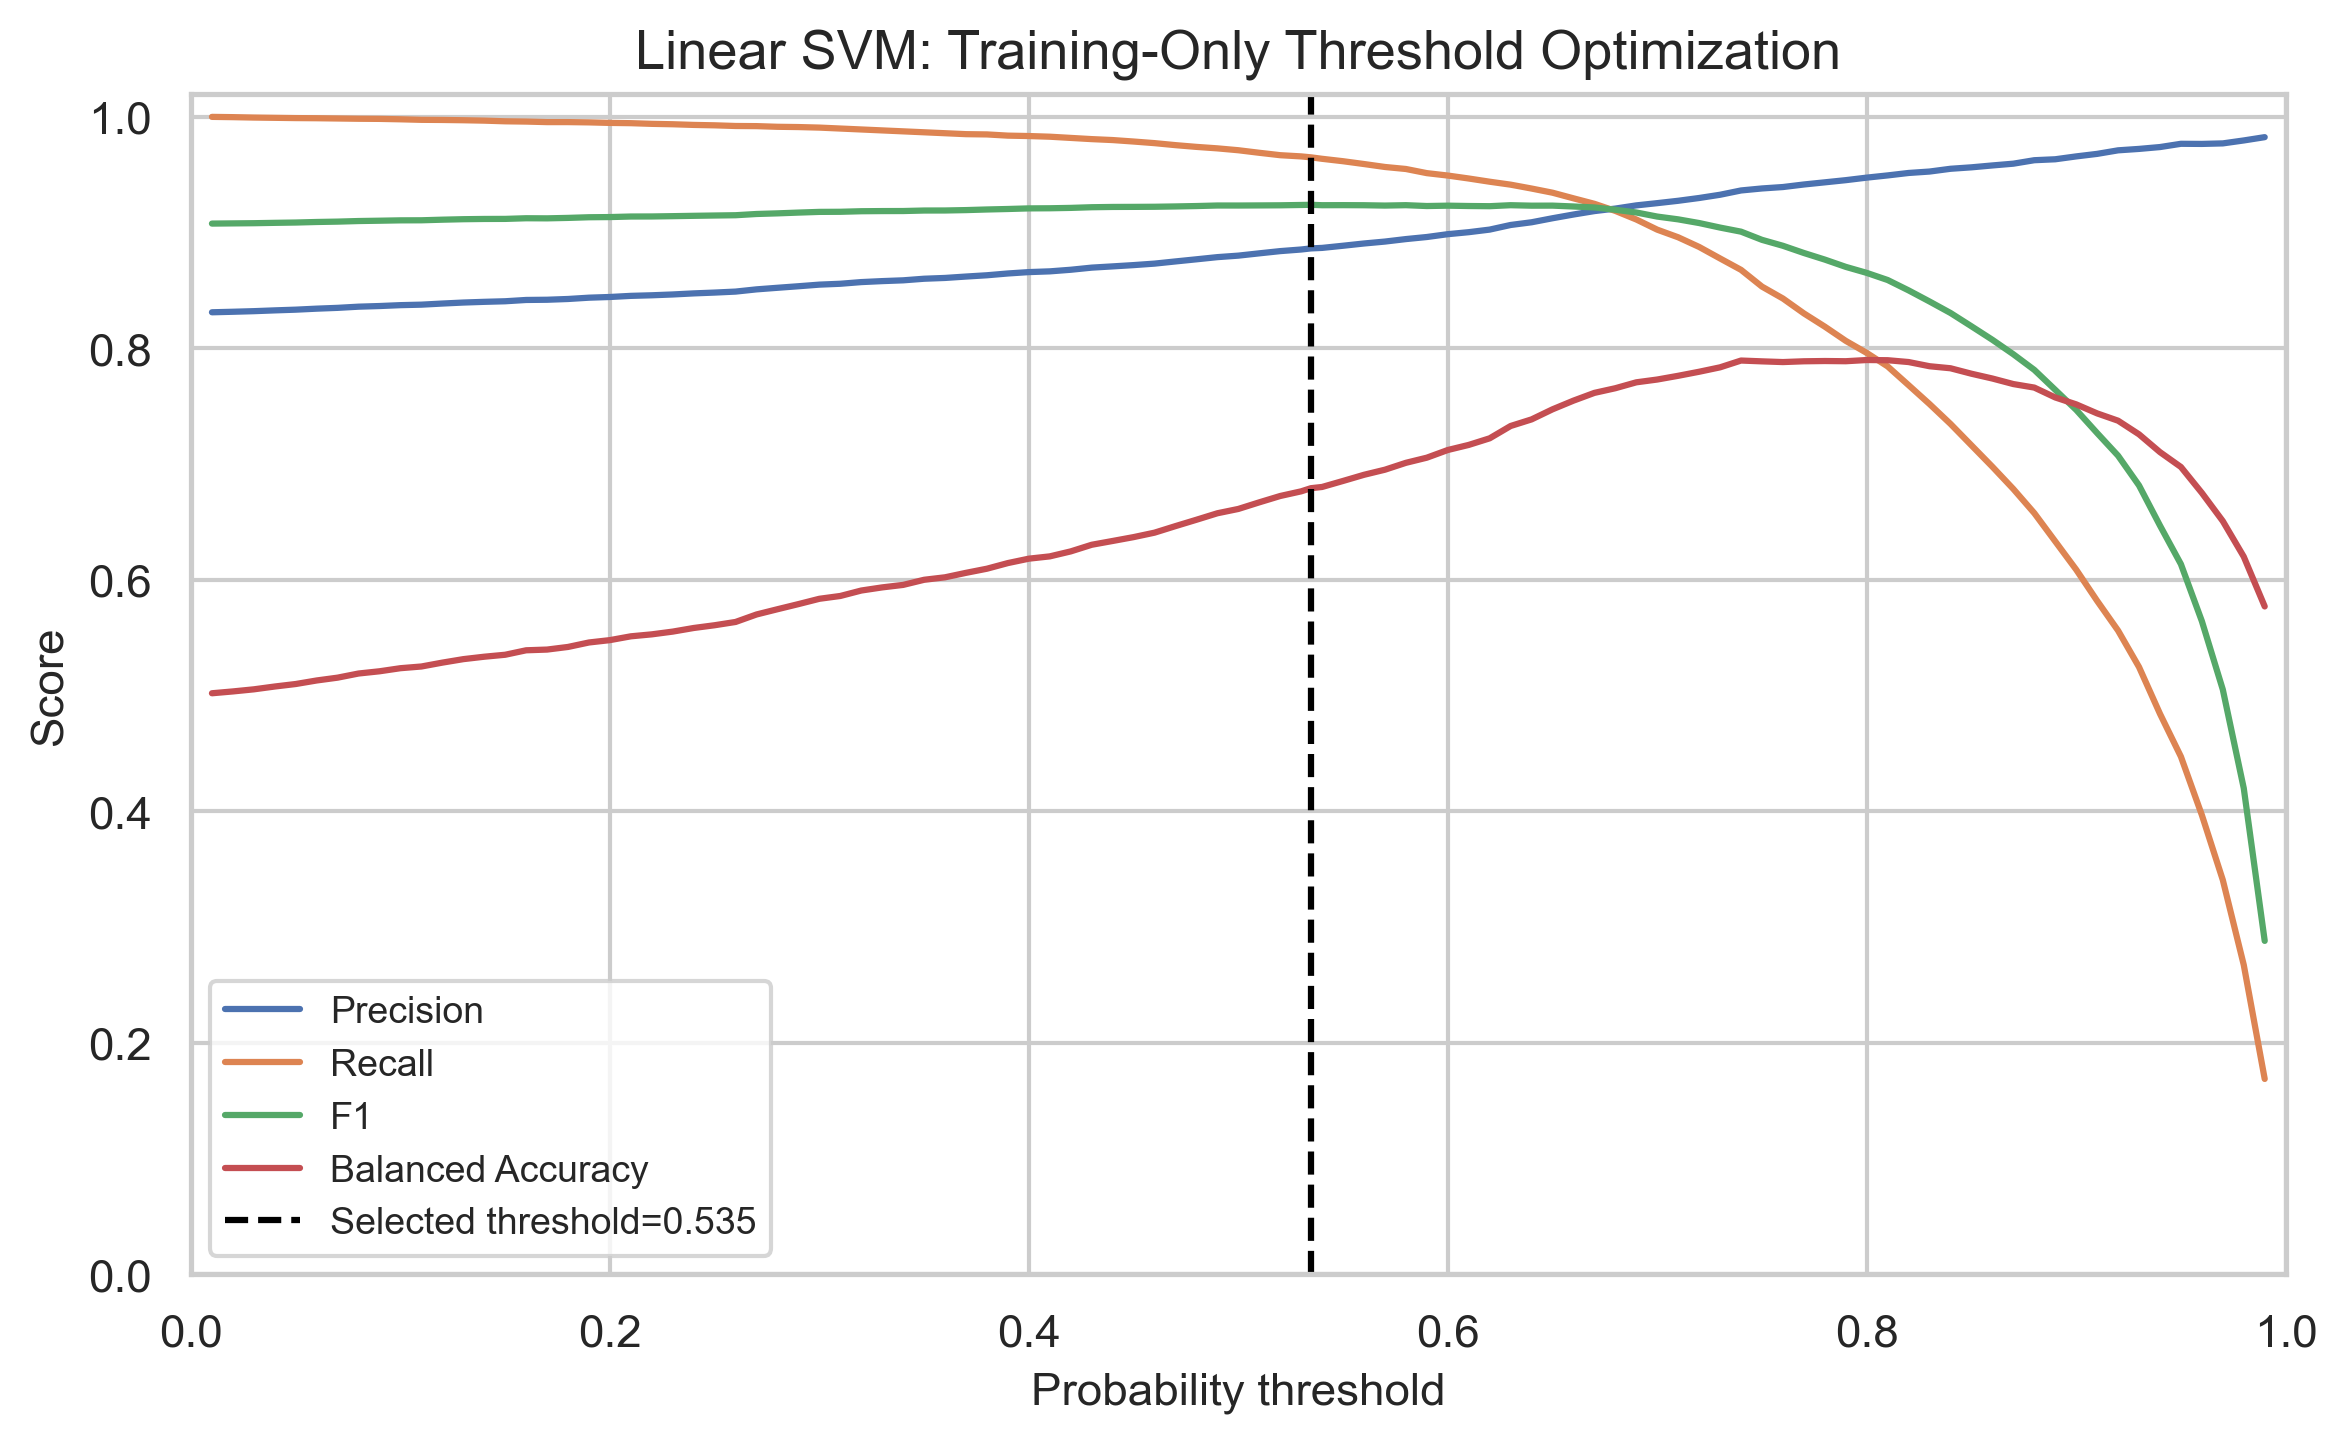 Linear SVM: Training-Only Threshold Optimization
1.0
0.8
0.6
0.4
0.2
0.0
Score
Precision
Recall
F1
Balanced Accuracy
Selected threshold=0.535
0.0 0.2 0.4 0.6 0.8 1.0
Probability threshold